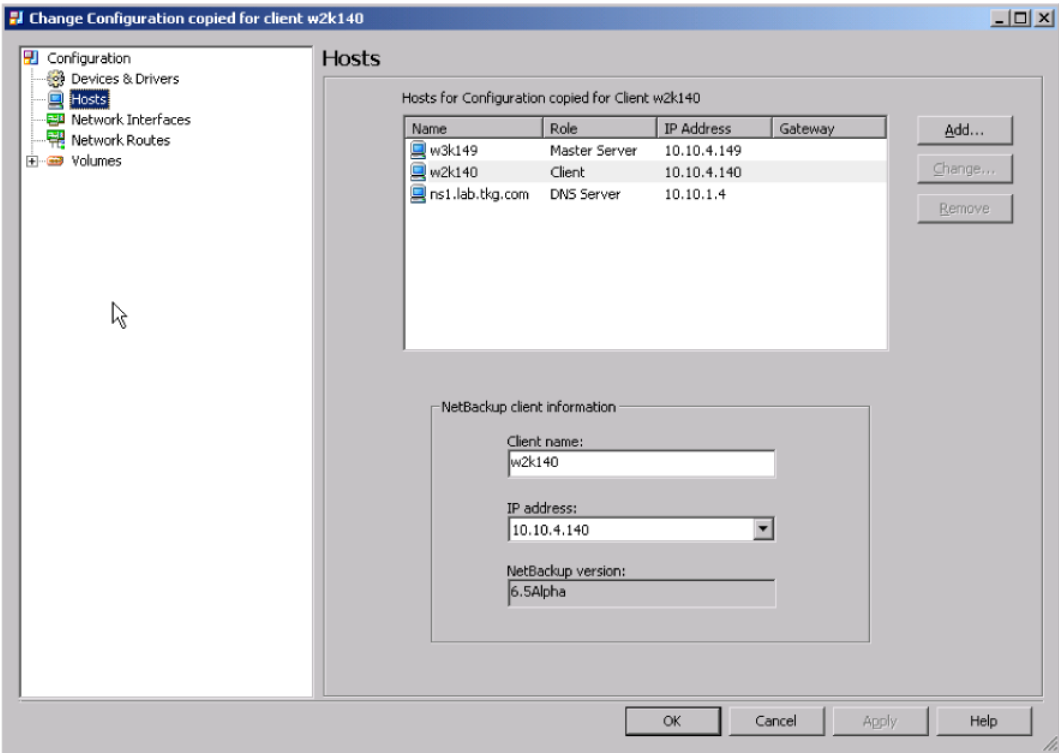 Change Configuration copied for client w2k140
Configuration
Devices & Drivers
Hosts
Network Interfaces
Network Routes
Volumes
Hosts
Hosts for Configuration copied for Client w2k140
Name Role IP Address Gateway
w3k149 Master Server 10.10.4.149
w2k140 Client 10.10.4.140
ns1.lab.tkg.com DNS Server 10.10.1.4
Add...
Change...
Remove
NetBackup client information
Client name:
w2k140
IP address:
10.10.4.140
NetBackup version:
6.5Alpha
OK Cancel Apply Help